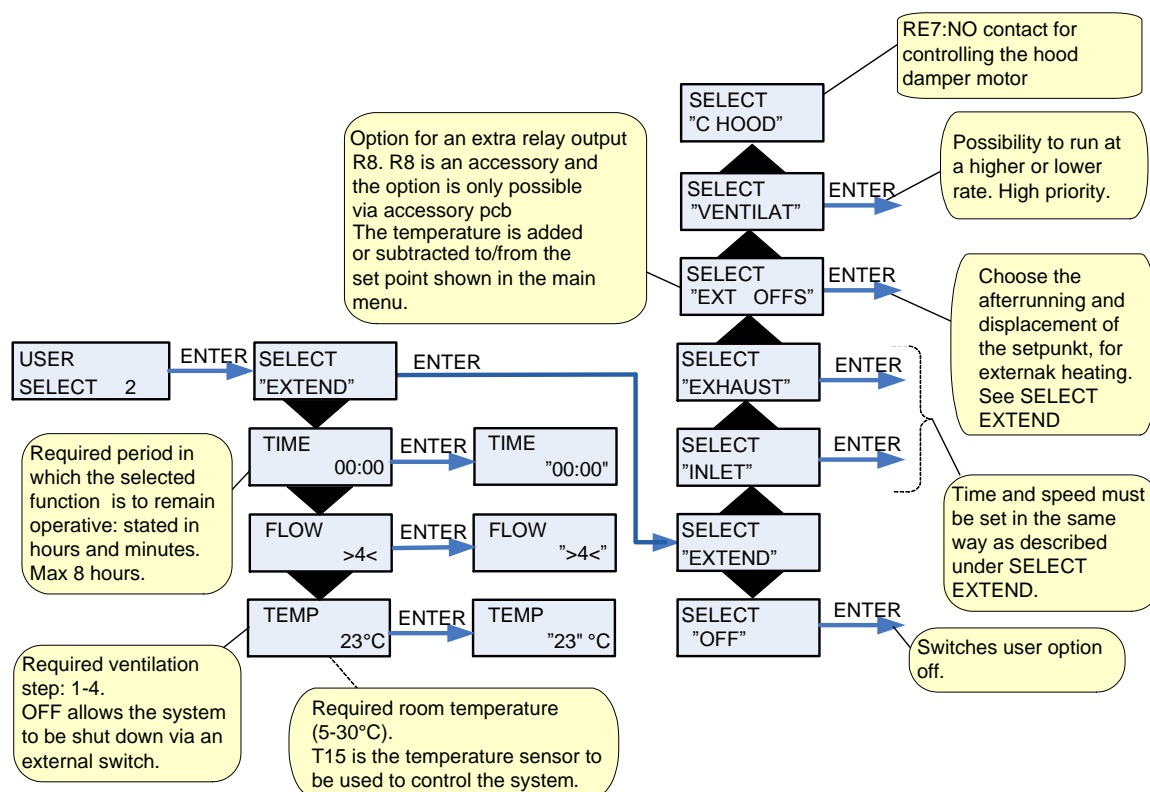 RE7:NO contact for
controlling the hood
damper motor
SELECT
"C HOOD"
Option for an extra relay output
R8. R8 is an accessory and
the option is only possible
via accessory pcb
The temperature is added
or subtracted to/from the
set point shown in the main
menu.
SELECT
"VENTILAT"
ENTER
Possibility to run at
a higher or lower
rate. High priority.
SELECT
"EXT OFFS"
ENTER
Choose the
afterrunning and
displacement of
the setpunkt, for
externak heating.
See SELECT
EXTEND
USER
SELECT 2
ENTER
SELECT
"EXTEND"
ENTER
SELECT
"EXHAUST"
ENTER
Required period in
which the selected
function is to remain
operative: stated in
hours and minutes.
Max 8 hours.
TIME
00:00
ENTER
TIME
"00:00"
SELECT
"INLET"
ENTER
Time and speed must
be set in the same
way as described
under SELECT
EXTEND.
FLOW
>4<
ENTER
FLOW
">4<"
SELECT
"EXTEND"
TEMP
23°C
ENTER
TEMP
"23" °C
SELECT
"OFF"
ENTER
Switches user option
off.
Required ventilation
step: 1-4.
OFF allows the system
to be shut down via an
external switch.
Required room temperature
(5-30°C).
T15 is the temperature sensor to
be used to control the system.